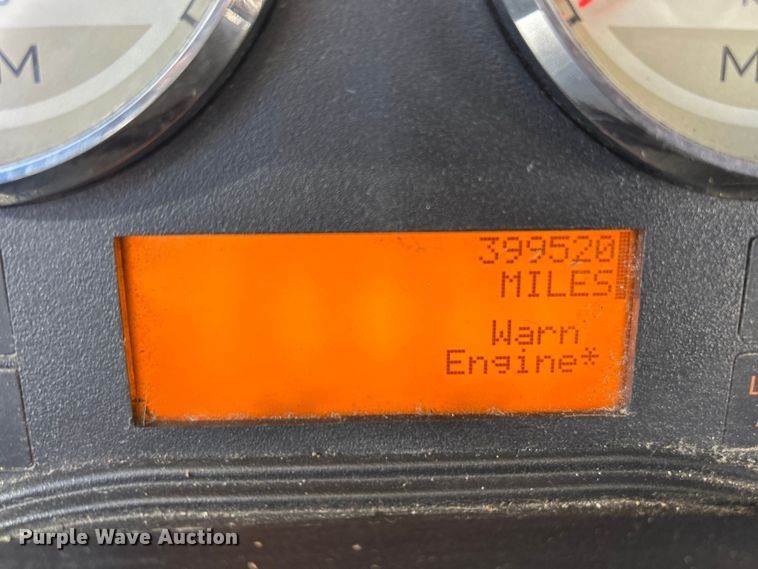 399520
MILES
Warn
Engine*
Purple Wave Auction